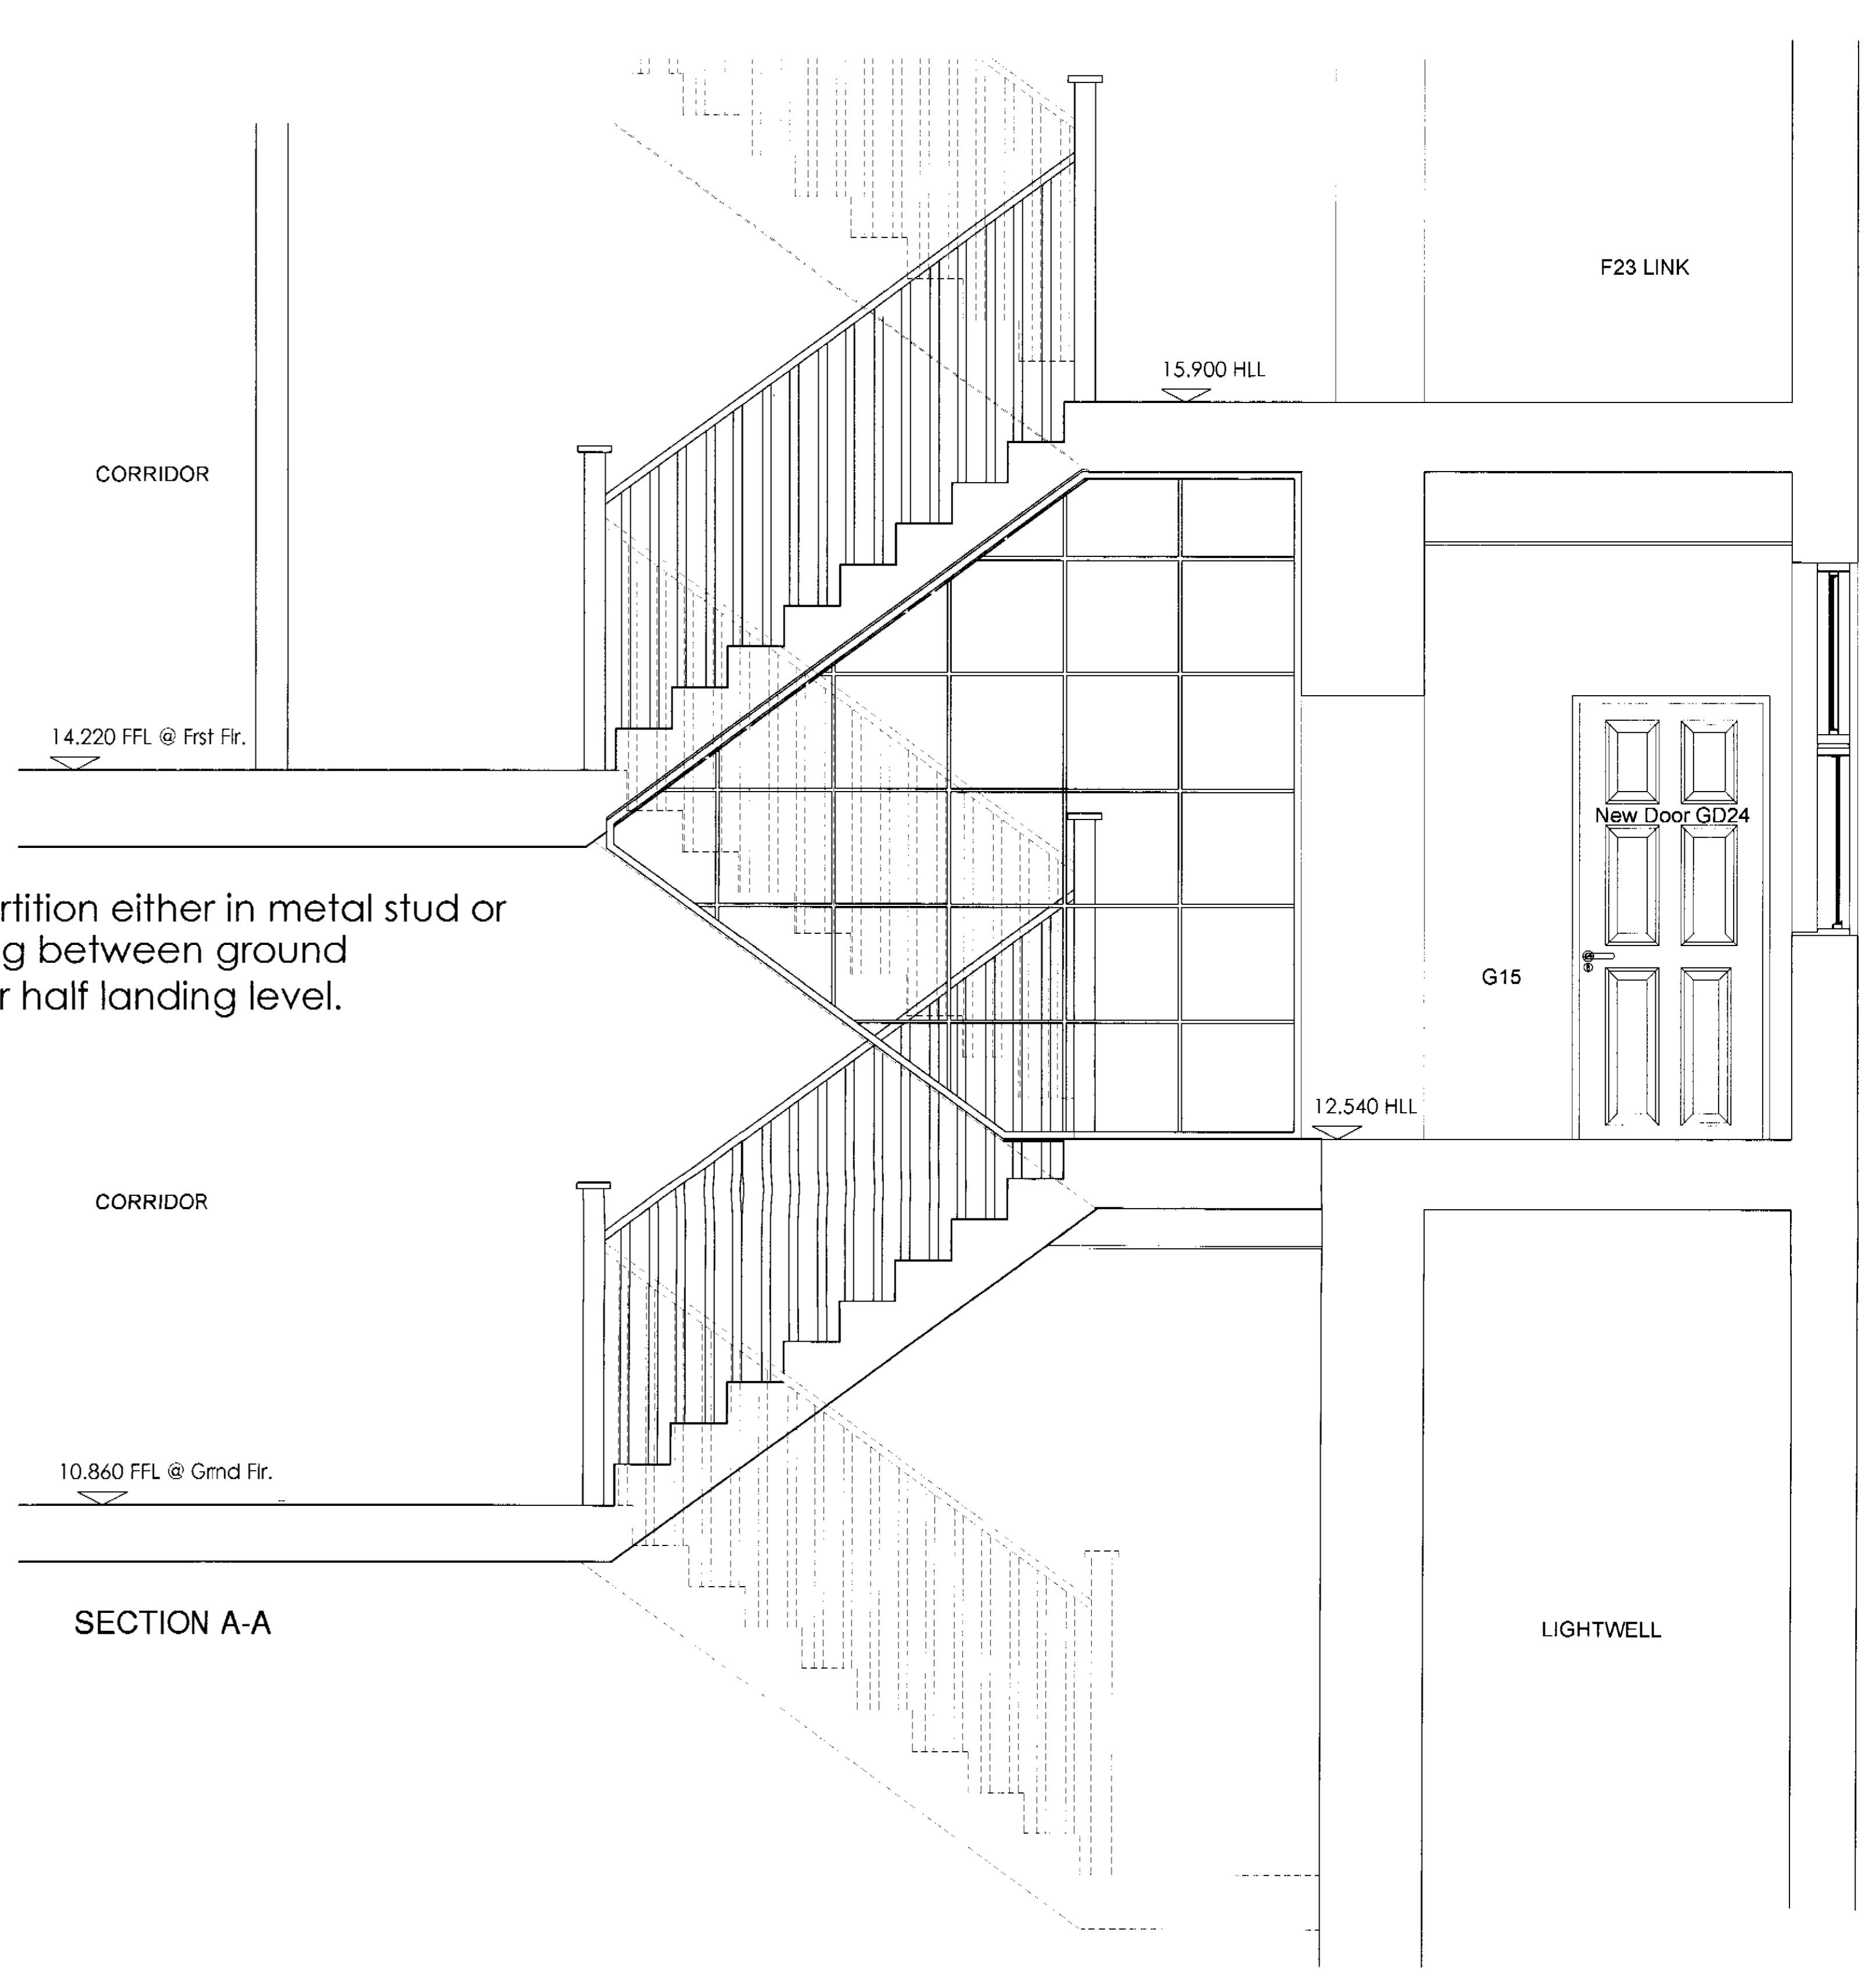 F23 LINK
15.900 HLL
CORRIDOR
14.220 FFL @ Frst Flr.
New Door GD24
rtition either in metal stud or
g between ground
r half landing level.
G15
12.540 HLL
CORRIDOR
10.860 FFL @ Grnd Flr.
SECTION A-A
LIGHTWELL